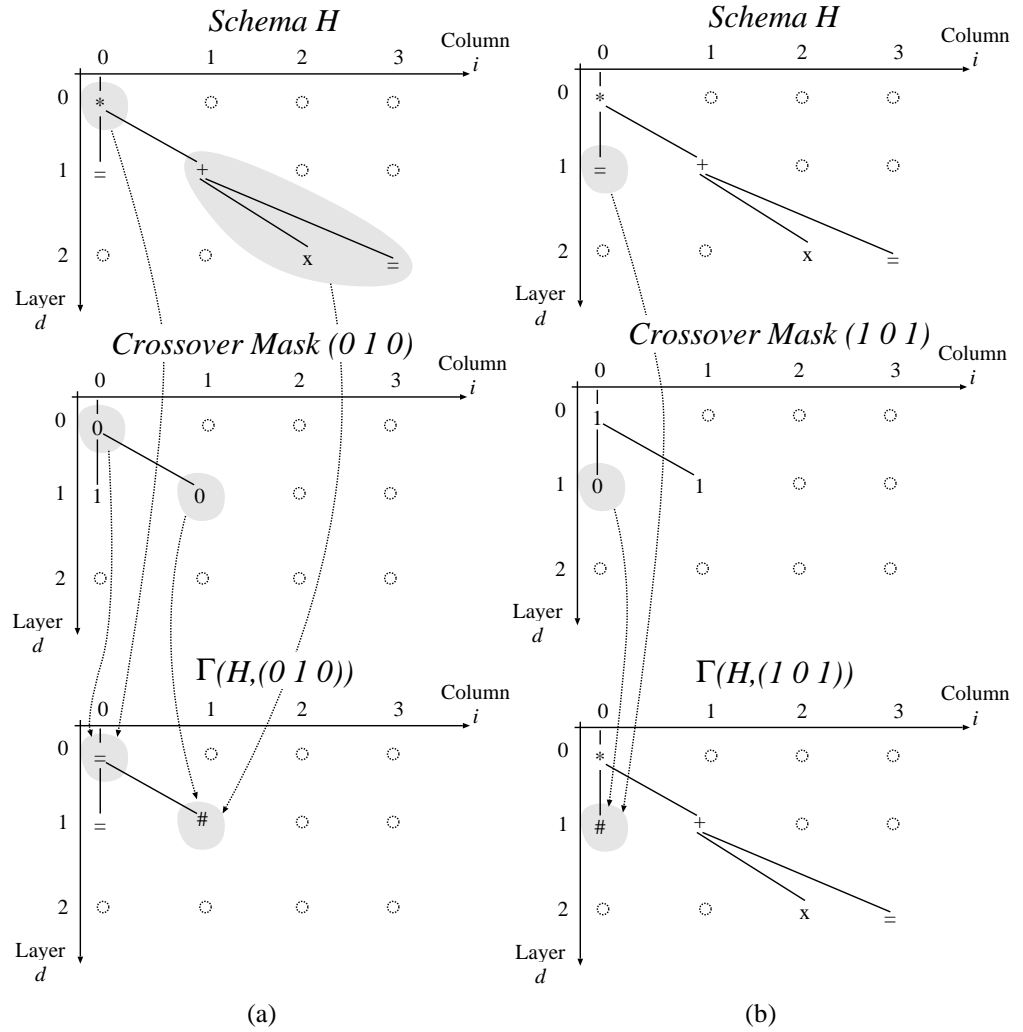 Schema H
Column
0 1 2 3 i
0 *
1 = +
2 x =
Layer
d
Crossover Mask (0 1 0)
Column
0 1 2 3 i
0 0
1 1 0
2
Layer
d
Γ(H,(0 1 0))
Column
0 1 2 3 i
0 =
1 = #
2
Layer
d
(a)
Schema H
Column
0 1 2 3 i
0 *
1 = +
2 x =
Layer
d
Crossover Mask (1 0 1)
Column
0 1 2 3 i
0 1
1 0 1
2
Layer
d
Γ(H,(1 0 1))
Column
0 1 2 3 i
0 *
1 # +
2 x =
Layer
d
(b)